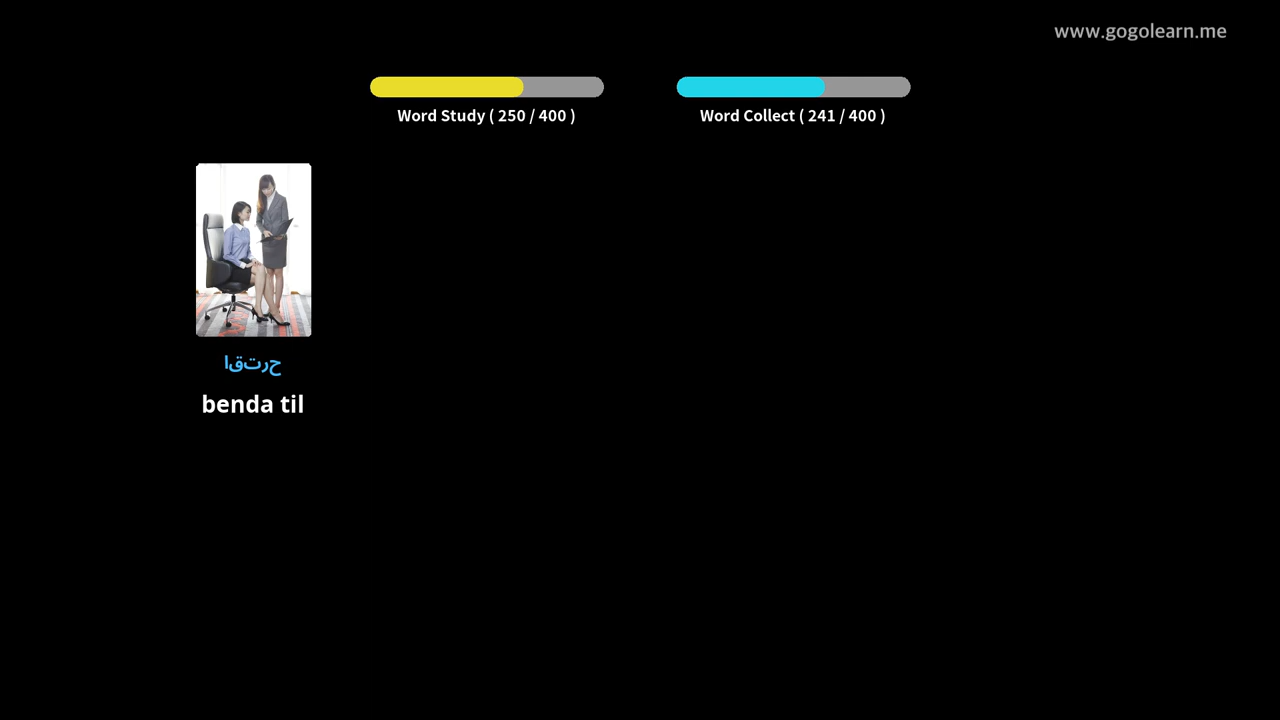 www.gogolearn.me
Word Study ( 250 / 400 )
Word Collect ( 241 / 400 )
اقترح
benda til